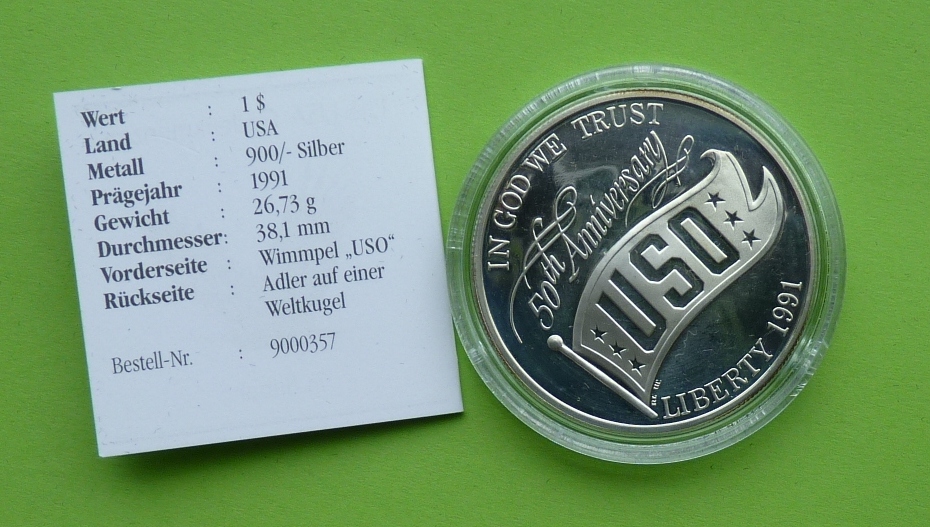 Wert : 1 $
Land : USA
Metall : 900/- Silber
Prägejahr : 1991
Gewicht : 26,73 g
Durchmesser : 38,1 mm
Vorderseite : Wimmpel „USO“
Rückseite : Adler auf einer
Weltkugel
Bestell-Nr. : 9000357
IN GOD WE TRUST
50th Anniversary
USO
LIBERTY 1991